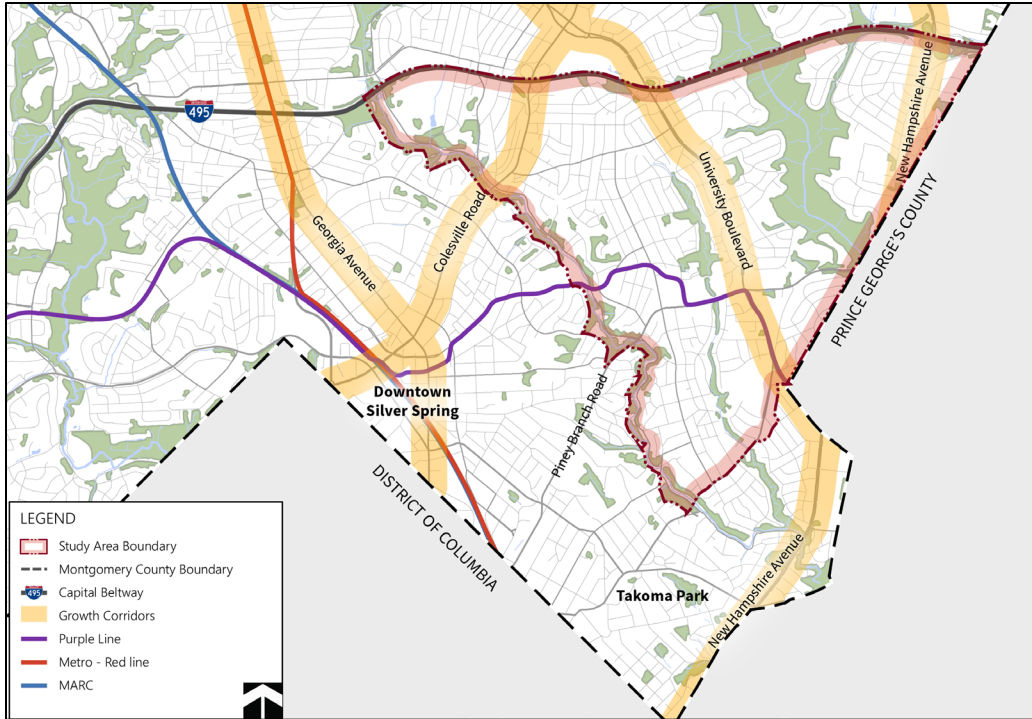 495
New Hampshire Avenue
University Boulevard
Colesville Road
Georgia Avenue
PRINCE GEORGE'S COUNTY
Downtown
Silver Spring
Piney Branch Road
DISTRICT OF COLUMBIA
Takoma Park
New Hampshire Avenue
LEGEND
Study Area Boundary
Montgomery County Boundary
495
Capital Beltway
Growth Corridors
Purple Line
Metro - Red line
MARC